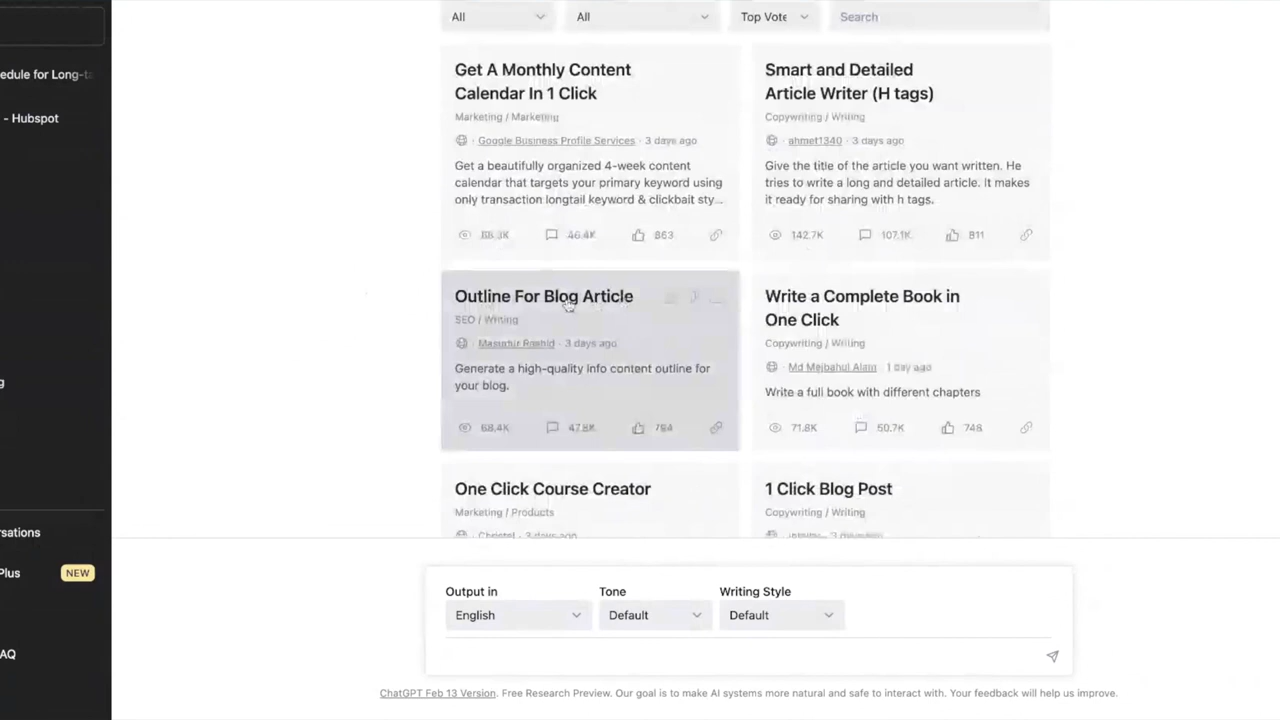 All
All
Top Vote
Search
edule for Long-ta
- Hubspot
Get A Monthly Content
Calendar In 1 Click
Marketing / Marketing
Google Business Profile Services · 3 days ago
Get a beautifully organized 4-week content
calendar that targets your primary keyword using
only transaction longtail keyword & clickbait sty...
46.4K 863
Smart and Detailed
Article Writer (H tags)
Copywriting / Writing
ahmet1340 · 3 days ago
Give the title of the article you want written. He
tries to write a long and detailed article. It makes
it ready for sharing with h tags.
142.7K 107.1K 811
Outline For Blog Article
SEO / Writing
3 days ago
Generate a high-quality info content outline for
your blog.
68.4K 47.8K 794
Write a Complete Book in
One Click
Copywriting / Writing
Md Mejbahul Alam · 1 day ago
Write a full book with different chapters
71.8K 50.7K 748
One Click Course Creator
Marketing / Products
Christel · 3 days ago
1 Click Blog Post
Copywriting / Writing
g
rsations
Plus NEW
AQ
Output in
English
Tone
Default
Writing Style
Default
ChatGPT Feb 13 Version. Free Research Preview. Our goal is to make AI systems more natural and safe to interact with. Your feedback will help us improve.